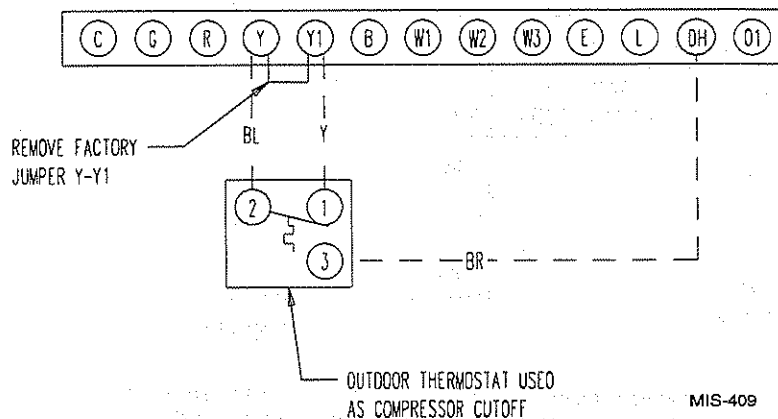 C G R Y Y1 B W1 W2 W3 E L DH O1
BL Y
REMOVE FACTORY
JUMPER Y-Y1
2 1
3
BR
OUTDOOR THERMOSTAT USED
AS COMPRESSOR CUTOFF
MIS-409